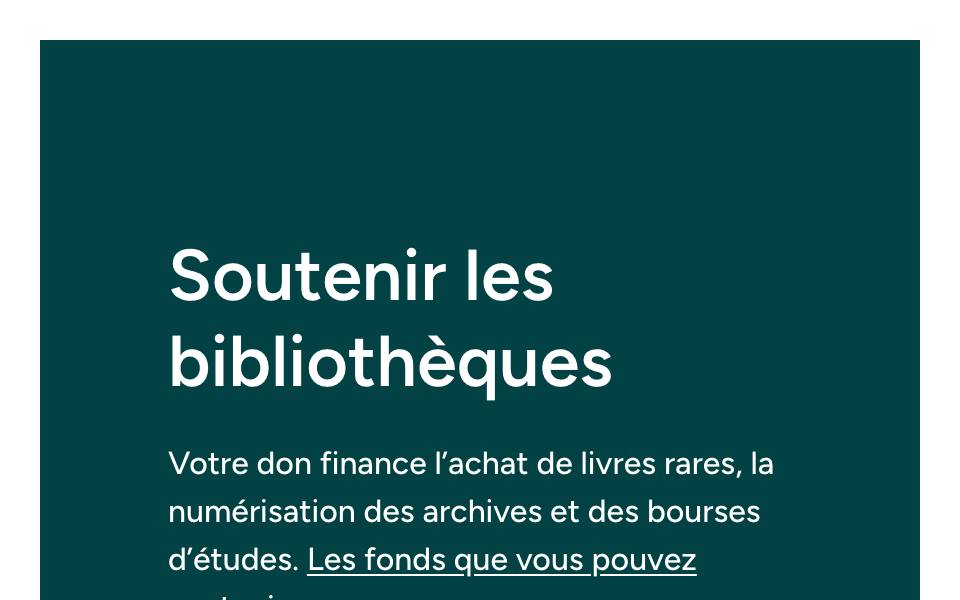 Soutenir les
bibliothèques
Votre don finance l’achat de livres rares, la
numérisation des archives et des bourses
d’études. Les fonds que vous pouvez